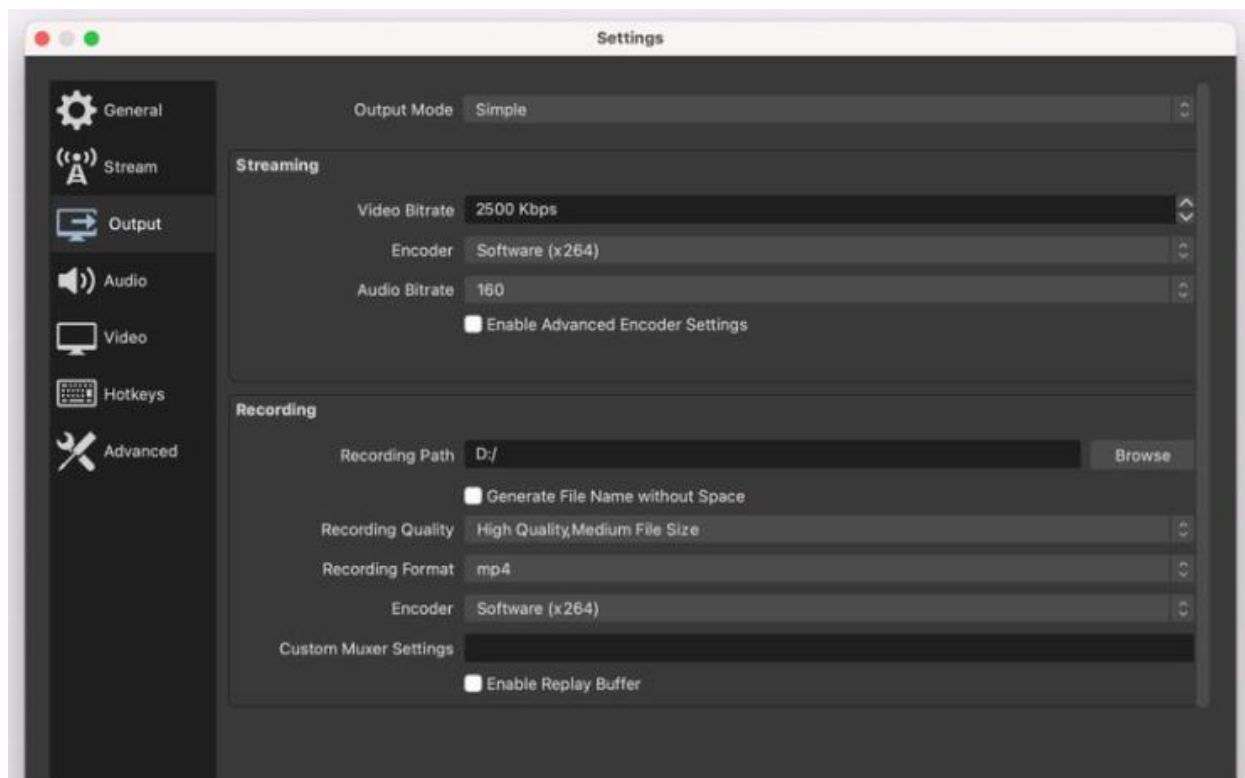 Settings
General
Stream
Output
Audio
Video
Hotkeys
Advanced
Output Mode Simple
Streaming
Video Bitrate 2500 Kbps
Encoder Software (x264)
Audio Bitrate 160
Enable Advanced Encoder Settings
Recording
Recording Path D:/ Browse
Generate File Name without Space
Recording Quality High Quality,Medium File Size
Recording Format mp4
Encoder Software (x264)
Custom Muxer Settings
Enable Replay Buffer